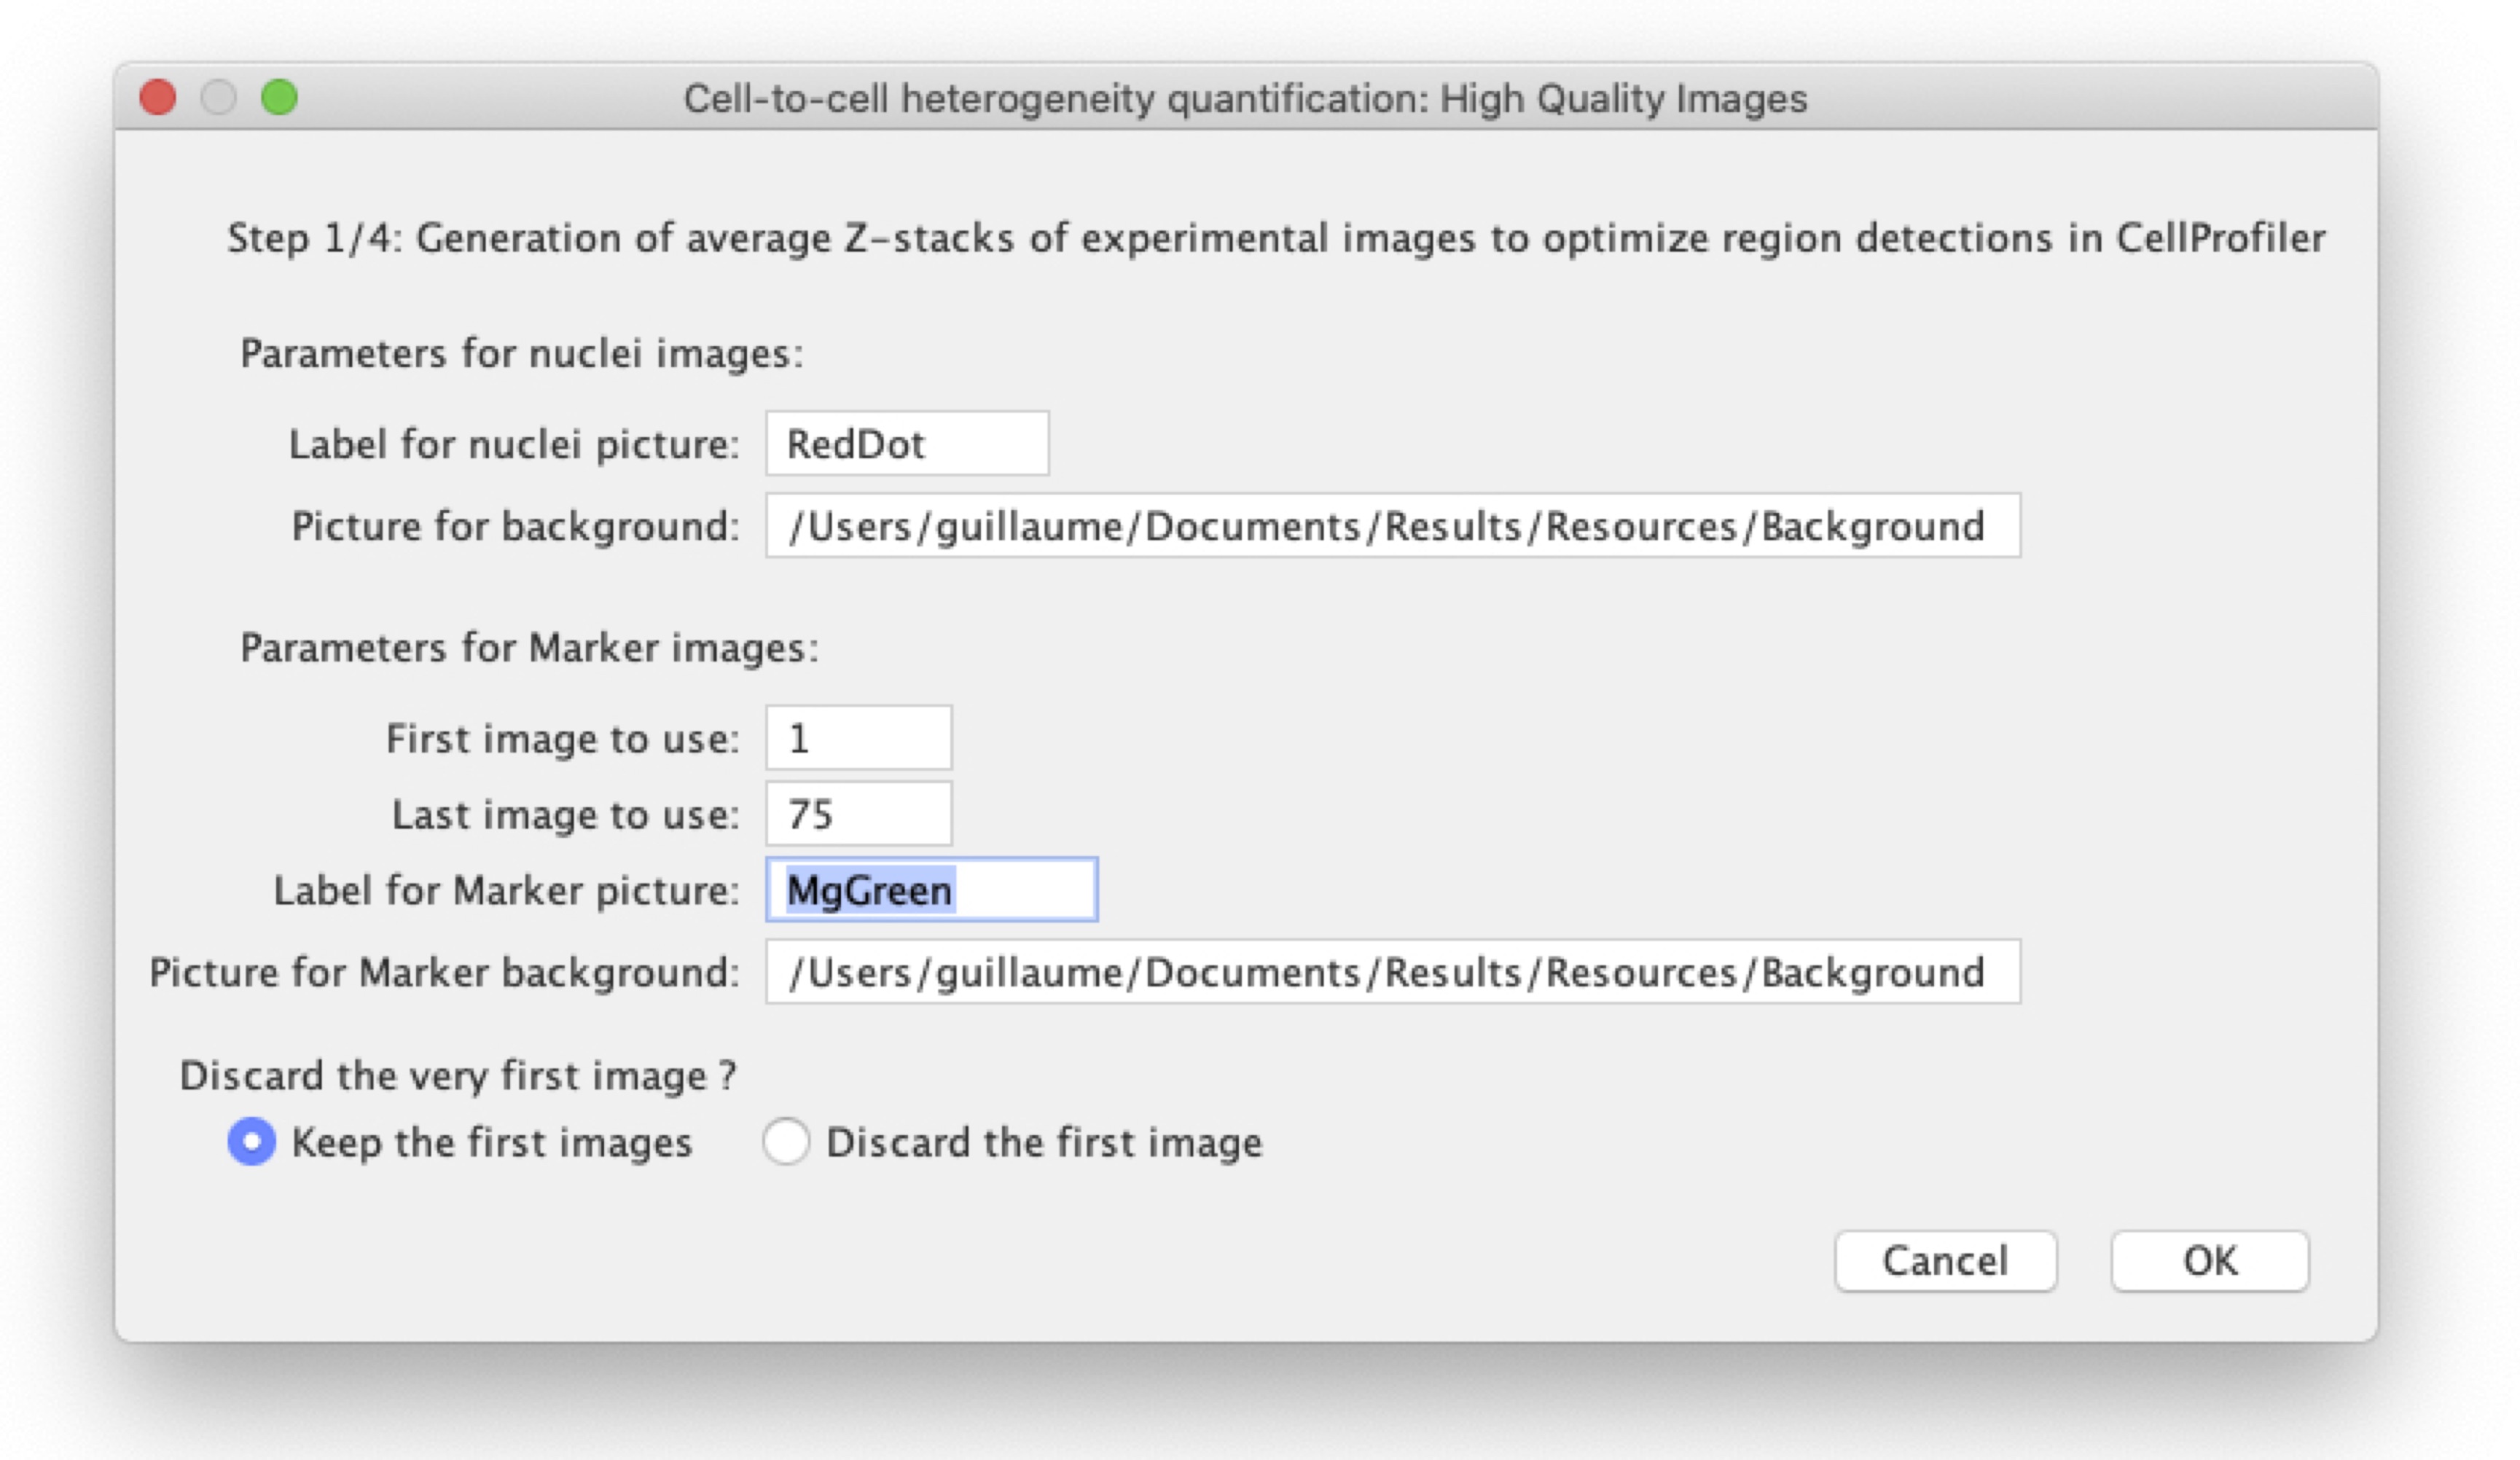 Cell-to-cell heterogeneity quantification: High Quality Images
Step 1/4: Generation of average Z-stacks of experimental images to optimize region detections in CellProfiler
Parameters for nuclei images:
Label for nuclei picture: RedDot
Picture for background: /Users/guillaume/Documents/Results/Resources/Background
Parameters for Marker images:
First image to use: 1
Last image to use: 75
Label for Marker picture: MgGreen
Picture for Marker background: /Users/guillaume/Documents/Results/Resources/Background
Discard the very first image ?
Keep the first images Discard the first image
Cancel OK